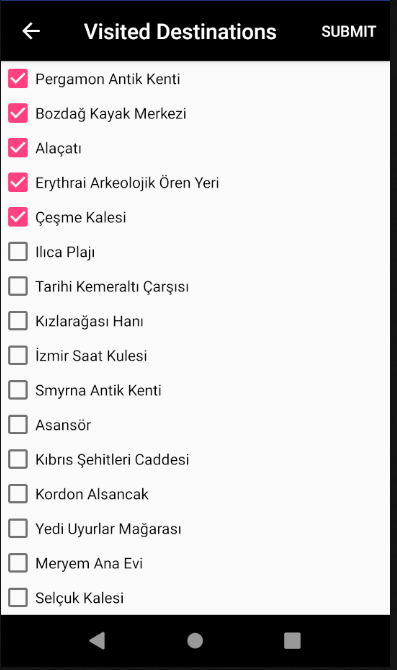 Visited Destinations SUBMIT
Pergamon Antik Kenti
Bozdağ Kayak Merkezi
Alaçatı
Erythrai Arkeolojik Ören Yeri
Çeşme Kalesi
Ilıca Plajı
Tarihi Kemeraltı Çarşısı
Kızlarağası Hanı
İzmir Saat Kulesi
Smyrna Antik Kenti
Asansör
Kıbrıs Şehitleri Caddesi
Kordon Alsancak
Yedi Uyurlar Mağarası
Meryem Ana Evi
Selçuk Kalesi